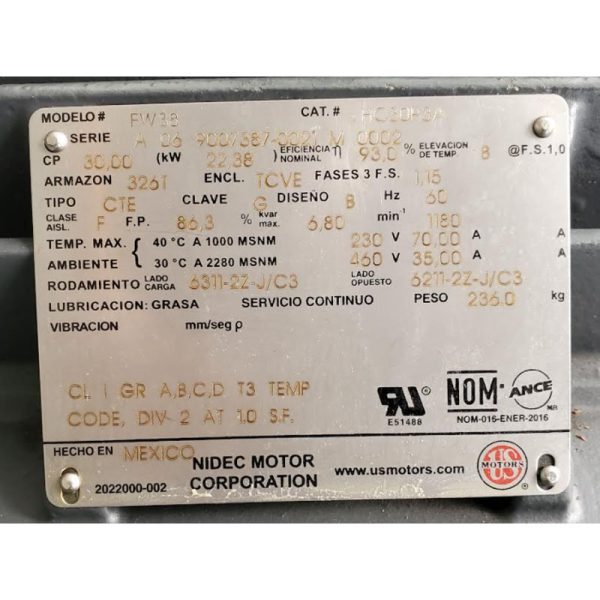 MODELO # FW38 CAT. #
SERIE A 06 9007387-0021 M 0002
CP 30,00 (kW 22.38) EFICIENCIA NOMINAL η 93,0 % ELEVACION DE TEMP. B @F.S.1,0
ARMAZON 326T ENCL. TCVE FASES 3 F.S. 1,15
TIPO CTE CLAVE G DISEÑO B Hz 60
CLASE AISL. F F.P. 86,3 % kvar max. 6,80 min⁻¹ 1180
TEMP. MAX. { 40 °C A 1000 MSNM 230 V 70,00 A A
AMBIENTE 30 °C A 2280 MSNM 460 V 35,00 A A
RODAMIENTO LADO CARGA 6311-2Z-J/C3 LADO OPUESTO 6211-2Z-J/C3
LUBRICACION: GRASA SERVICIO CONTINUO PESO 236.0 kg
VIBRACION mm/seg ρ
CL I GR A,B,C,D T3 TEMP
CODE, DIV 2 AT 1.0 S.F.
RU
E51488
NOM-ANCE MR
NOM-016-ENER-2016
HECHO EN MEXICO
NIDEC MOTOR
CORPORATION
www.usmotors.com
US MOTORS ®
2022000-002